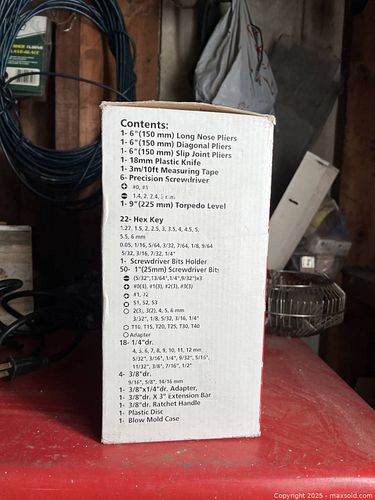 Contents:
1- 6"(150 mm) Long Nose Pliers
1- 6"(150 mm) Diagonal Pliers
1- 6"(150 mm) Slip Joint Pliers
1- 18mm Plastic Knife
1- 3m/10ft Measuring Tape
6- Precision Screwdriver
#0, #1
1.4, 2, 2.4, 3 mm
1- 9"(225 mm) Torpedo Level
22- Hex Key
1.27, 1.5, 2, 2.5, 3, 3.5, 4, 4.5, 5,
5.5, 6 mm
0.05, 1/16, 5/64, 3/32, 7/64, 1/8, 9/64
5/32, 3/16, 7/32, 1/4"
1- Screwdriver Bits Holder
50- 1"(25mm) Screwdriver Bits
(5/32",13/64",1/4",9/32")x3
#0(4), #1(3), #2(3), #3(3)
#1, #2
S1, S2, S3
2(3), 3(2), 4, 5, 6 mm
3/32", 1/8, 5/32, 3/16, 1/4"
T10, T15, T20, T25, T30, T40
Adapter
18- 1/4"dr.
4, 5, 6, 7, 8, 9, 10, 11, 12 mm
5/32", 3/16", 1/4", 9/32", 5/16",
11/32", 3/8", 7/16", 1/2"
4- 3/8"dr.
9/16", 5/8", 14/16 mm
1- 3/8"x1/4"dr. Adapter,
1- 3/8"dr. X 3" Extension Bar
1- 3/8"dr. Ratchet Handle
1- Plastic Disc
1- Blow Mold Case
Copyright © 2025 - maxsold.com